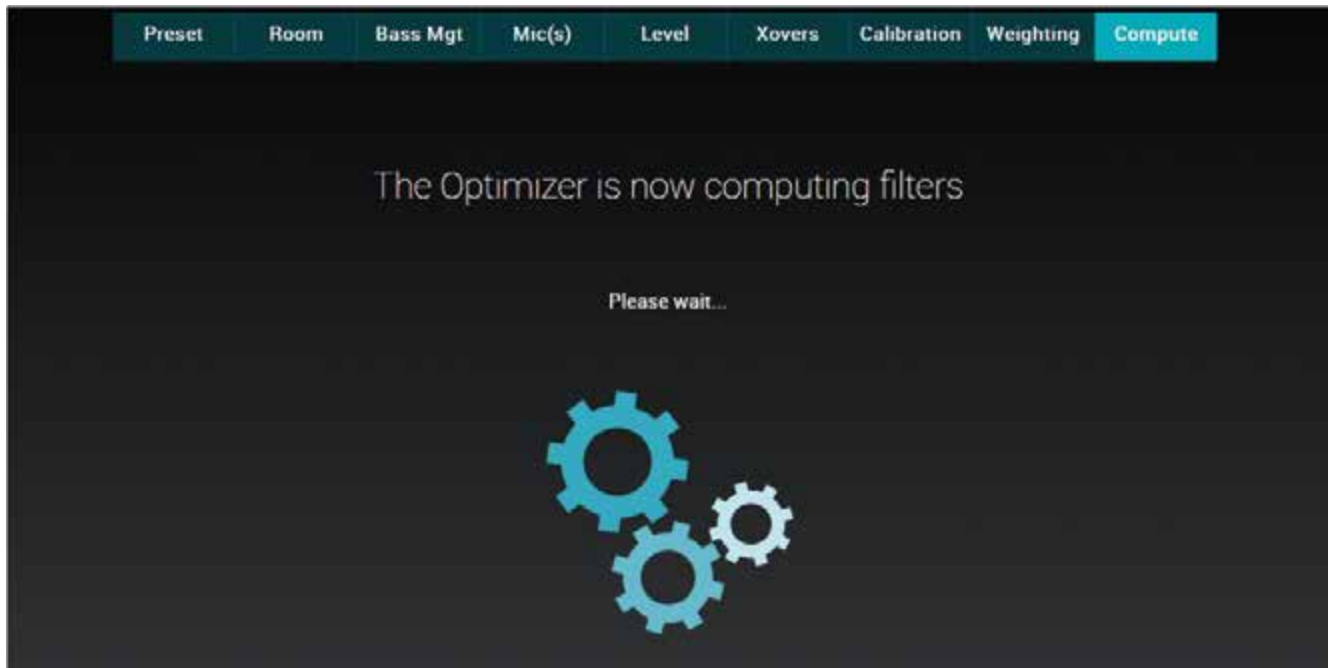 Preset Room Bass Mgt Mic(s) Level Xovers Calibration Weighting Compute
The Optimizer is now computing filters
Please wait...